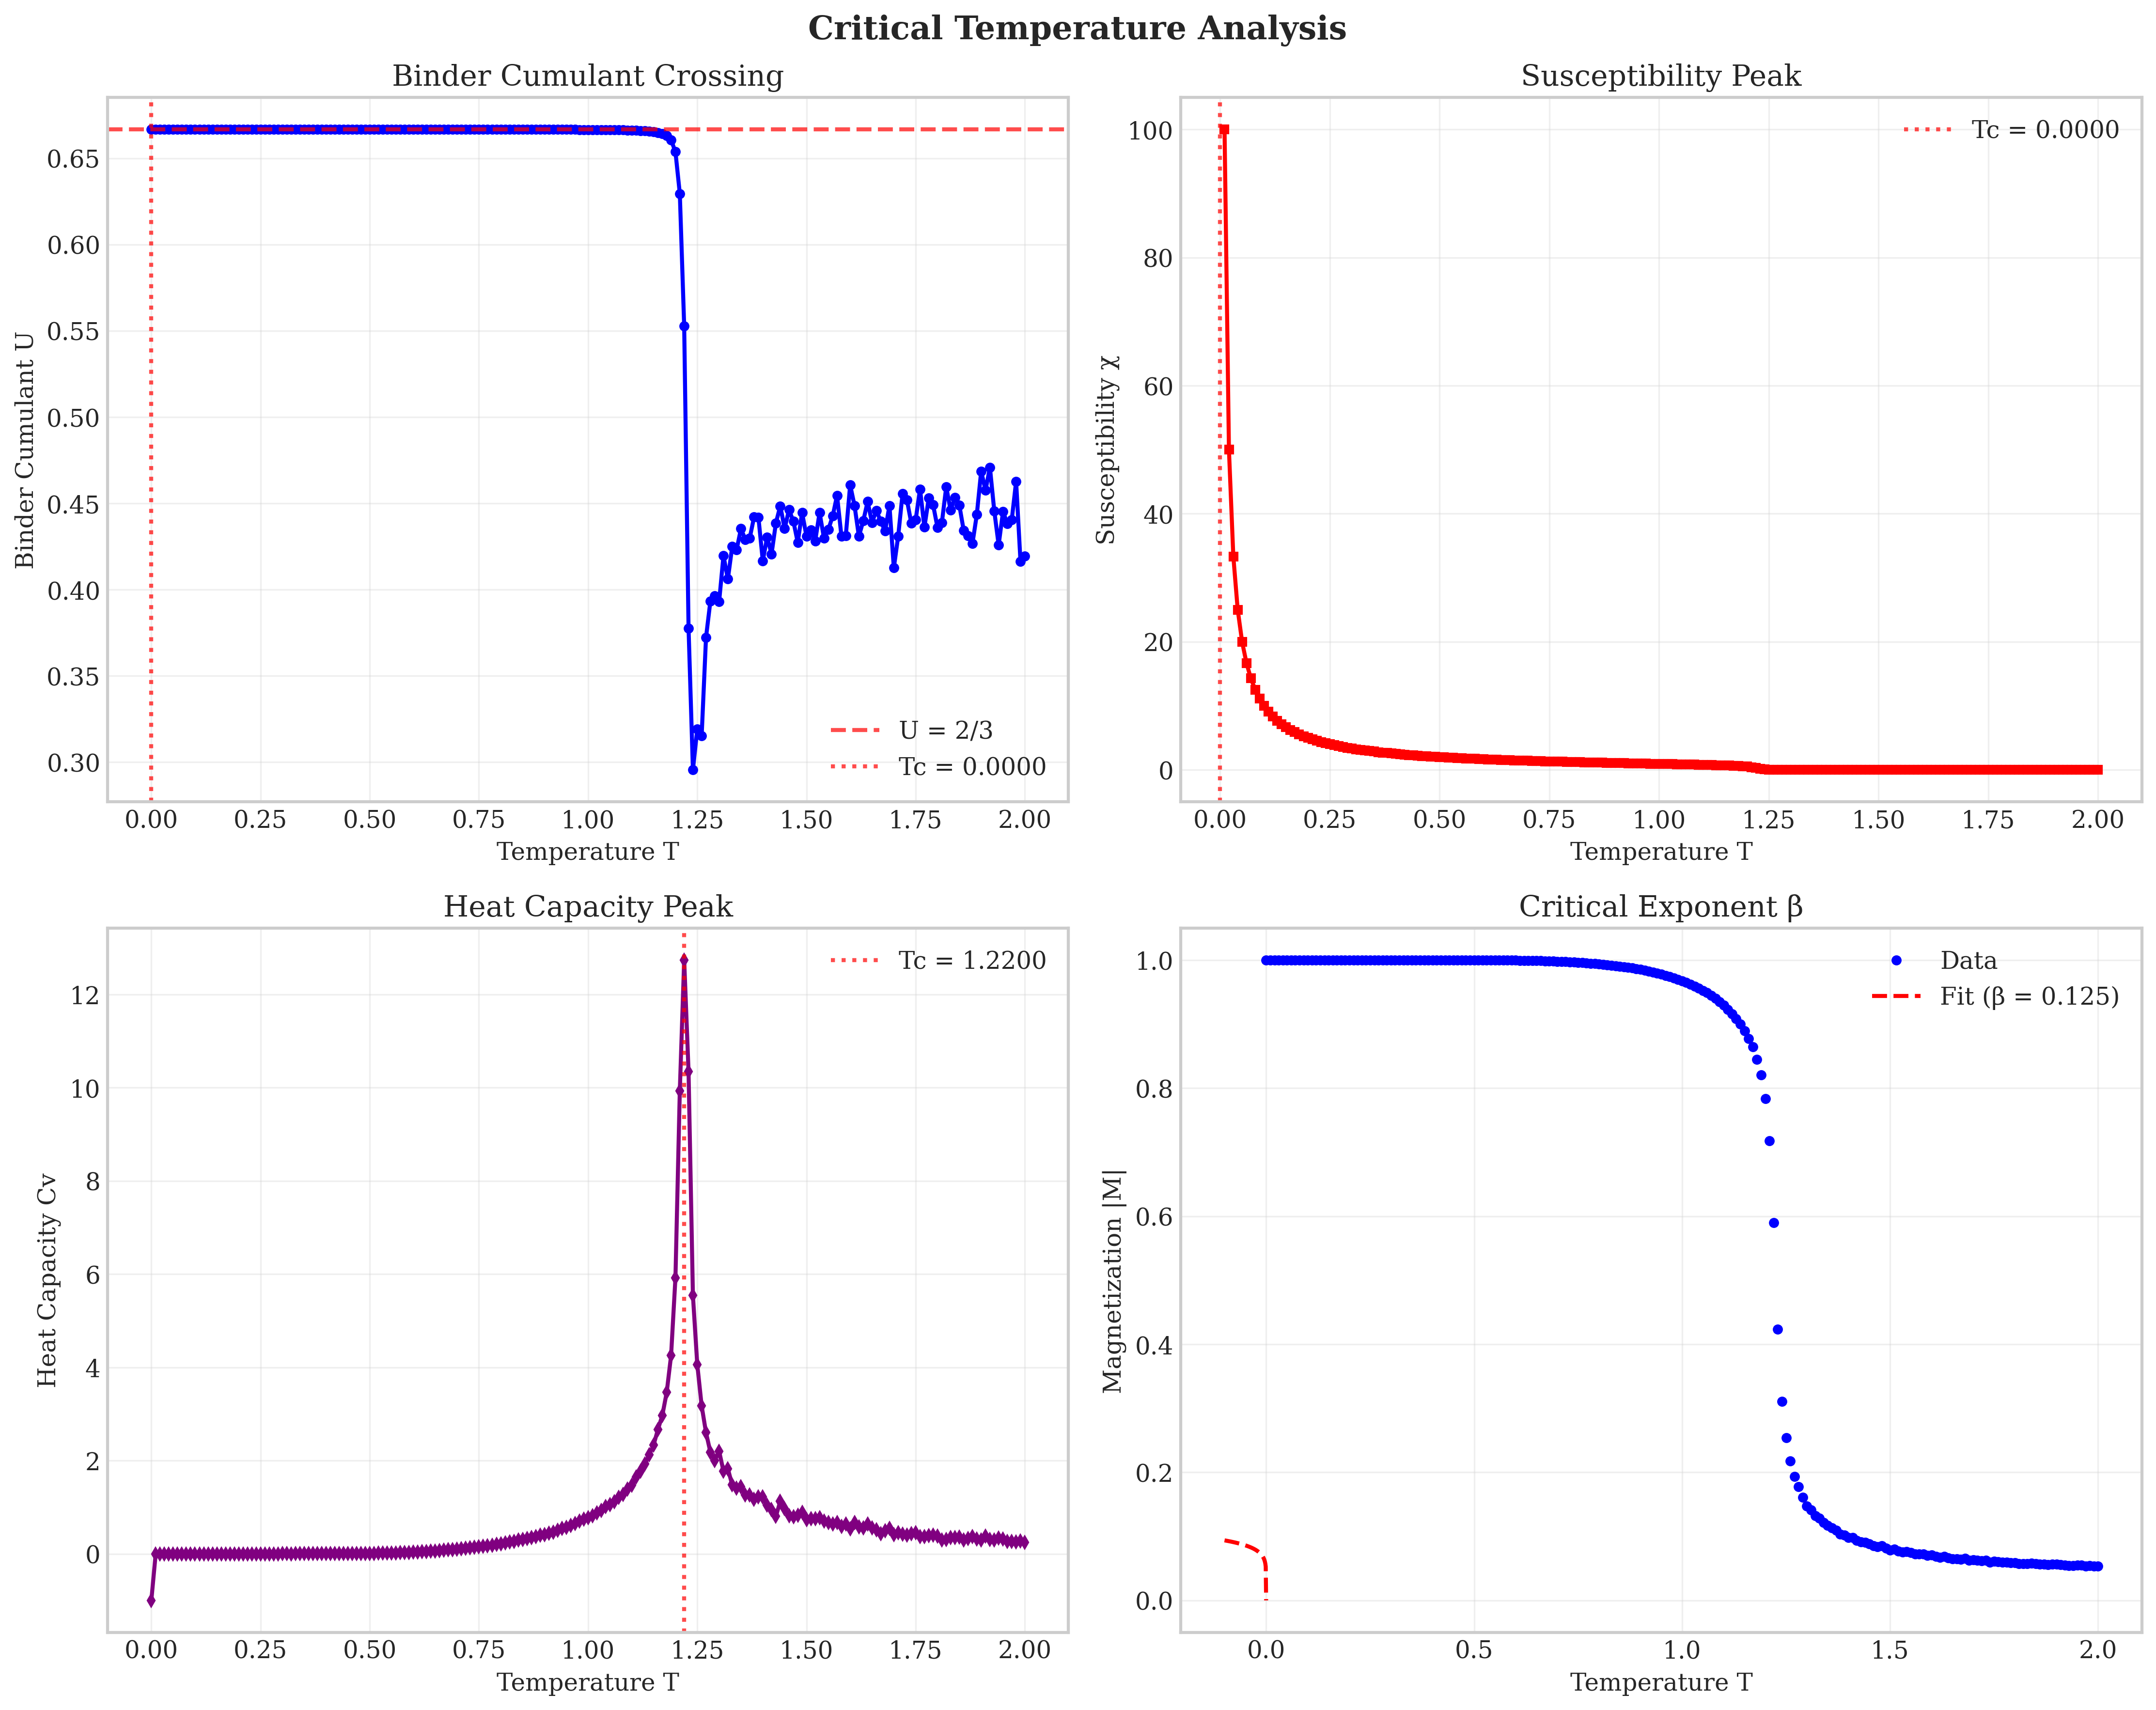 Critical Temperature Analysis
Binder Cumulant Crossing
Binder Cumulant U
0.65
0.60
0.55
0.50
0.45
0.40
0.35
0.30
U = 2/3
Tc = 0.0000
0.00 0.25 0.50 0.75 1.00 1.25 1.50 1.75 2.00
Temperature T
Susceptibility Peak
Susceptibility χ
100
80
60
40
20
0
Tc = 0.0000
0.00 0.25 0.50 0.75 1.00 1.25 1.50 1.75 2.00
Temperature T
Heat Capacity Peak
Heat Capacity Cv
12
10
8
6
4
2
0
Tc = 1.2200
0.00 0.25 0.50 0.75 1.00 1.25 1.50 1.75 2.00
Temperature T
Critical Exponent β
Magnetization |M|
1.0
0.8
0.6
0.4
0.2
0.0
Data
Fit (β = 0.125)
0.0 0.5 1.0 1.5 2.0
Temperature T